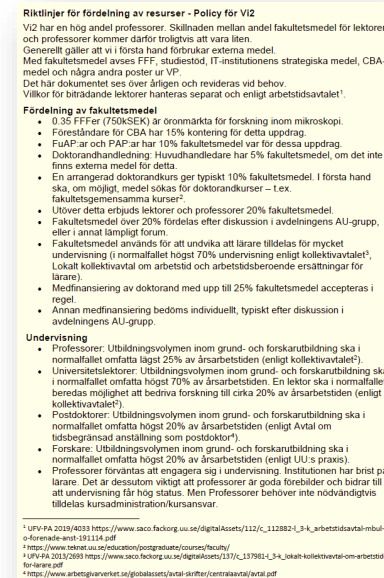 Riktlinjer för fördelning av resurser - Policy för Vi2
Vi2 har en hög andel professorer. Skillnaden mellan andel fakultetsmedel för lektorer
och professorer kommer därför troligtvis att vara liten.
Generellt gäller att vi i första hand förbrukar externa medel.
Med fakultetsmedel avses FFF, studiestöd, IT-institutionens strategiska medel, CBA-
medel och några andra poster ur VP.
Det här dokumentet ses över årligen och revideras vid behov.
Villkor för biträdande lektorer hanteras separat och enligt arbetstidsavtalet¹.
Fördelning av fakultetsmedel
• 0.35 FFFer (750kSEK) är öronmärkta för forskning inom mikroskopi.
• Föreståndare för CBA har 15% kontering för detta uppdrag.
• FuAP:ar och PAP:ar har 10% fakultetsmedel var för dessa uppdrag.
• Doktorandhandledning: Huvudhandledare har 5% fakultetsmedel, om det inte
finns externa medel för detta.
• En arrangerad doktorandkurs ger typiskt 10% fakultetsmedel. I första hand
ska, om möjligt, medel sökas för doktorandkurser – t.ex.
fakultetsgemensamma kurser².
• Utöver detta erbjuds lektorer och professorer 20% fakultetsmedel.
• Fakultetsmedel över 20% fördelas efter diskussion i avdelningens AU-grupp,
eller i annat lämpligt forum.
• Fakultetsmedel används för att undvika att lärare tilldelas för mycket
undervisning (i normalfallet högst 70% undervisning enligt kollektivavtalet³,
Lokalt kollektivavtal om arbetstid och arbetstidsberoende ersättningar för
lärare).
• Medfinansiering av doktorand med upp till 25% fakultetsmedel accepteras i
regel.
• Annan medfinansiering bedöms individuellt, typiskt efter diskussion i
avdelningens AU-grupp.
Undervisning
• Professorer: Utbildningsvolymen inom grund- och forskarutbildning ska i
normalfallet omfatta lägst 25% av årsarbetstiden (enligt kollektivavtalet²).
• Universitetslektorer: Utbildningsvolymen inom grund- och forskarutbildning ska
i normalfallet omfatta högst 70% av årsarbetstiden. En lektor ska i normalfallet
beredas möjlighet att bedriva forskning till cirka 20% av årsarbetstiden (enligt
kollektivavtalet²).
• Postdoktorer: Utbildningsvolymen inom grund- och forskarutbildning ska i
normalfallet omfatta högst 20% av årsarbetstiden (enligt Avtal om
tidsbegränsad anställning som postdoktor⁴).
• Forskare: Utbildningsvolymen inom grund- och forskarutbildning ska i
normalfallet omfatta högst 20% av årsarbetstiden (enligt UU:s praxis).
• Professorer förväntas att engagera sig i undervisning. Institutionen har brist på
lärare. Det är dessutom viktigt att professorer är goda förebilder och bidrar till
att undervisning får hög status. Men Professorer behöver inte nödvändigtvis
tilldelas kursadministration/kursansvar.
¹ UFV-PA 2019/4033 https://www.saco.fackorg.uu.se/digitalAssets/112/c_112882-l_3-k_arbetstidsavtal-mbul-
o-forenade-anst-191114.pdf
² https://www.teknat.uu.se/education/postgraduate/courses/faculty/
³ UFV-PA 2013/2693 https://www.saco.fackorg.uu.se/digitalAssets/137/c_137981-l_3-k_lokalt-kollektivavtal-om-arbetstid-
for-larare.pdf
⁴ https://www.arbetsgivarverket.se/globalassets/avtal-skrifter/centralaavtal/avtal.pdf